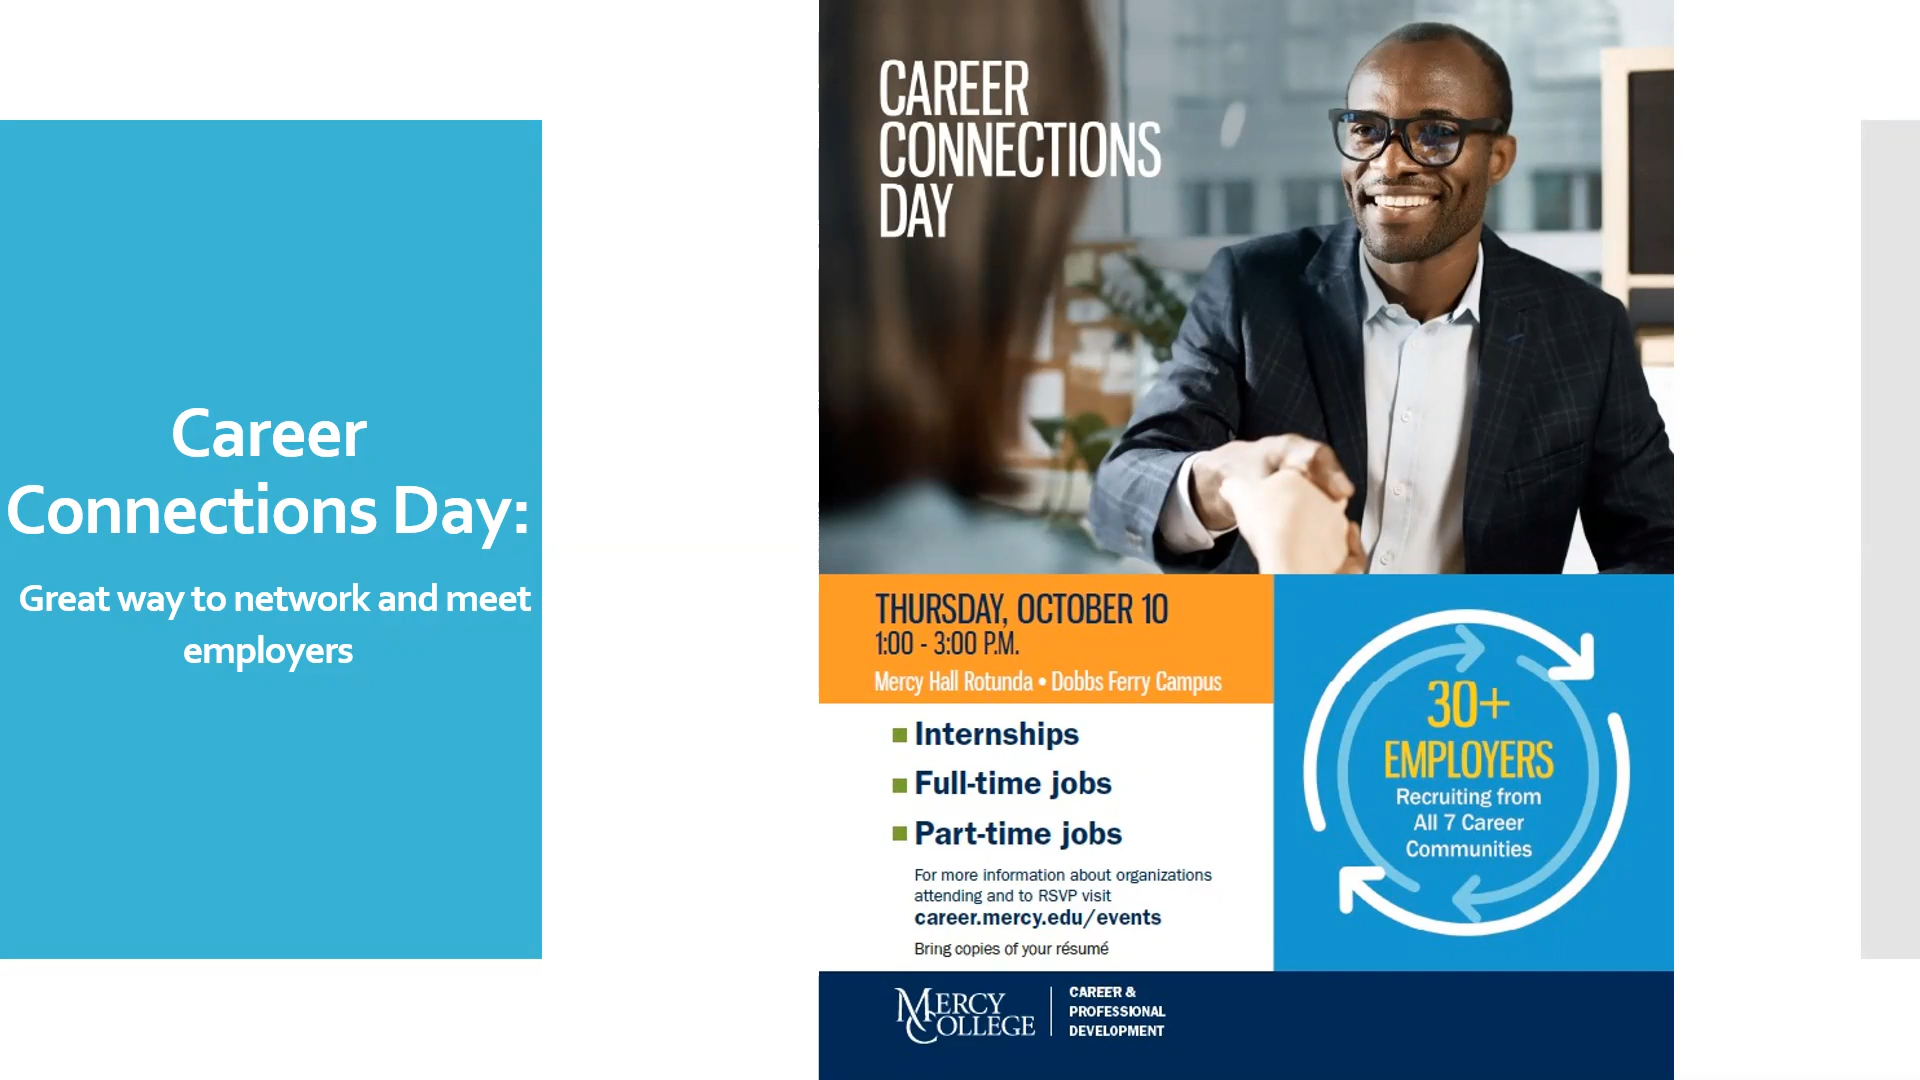 Career
Connections Day:
Great way to network and meet
employers
CAREER
CONNECTIONS
DAY
THURSDAY, OCTOBER 10
1:00 - 3:00 P.M.
Mercy Hall Rotunda • Dobbs Ferry Campus
Internships
Full-time jobs
Part-time jobs
For more information about organizations
attending and to RSVP visit
career.mercy.edu/events
Bring copies of your résumé
30+
EMPLOYERS
Recruiting from
All 7 Career
Communities
MERCY
COLLEGE
CAREER &
PROFESSIONAL
DEVELOPMENT